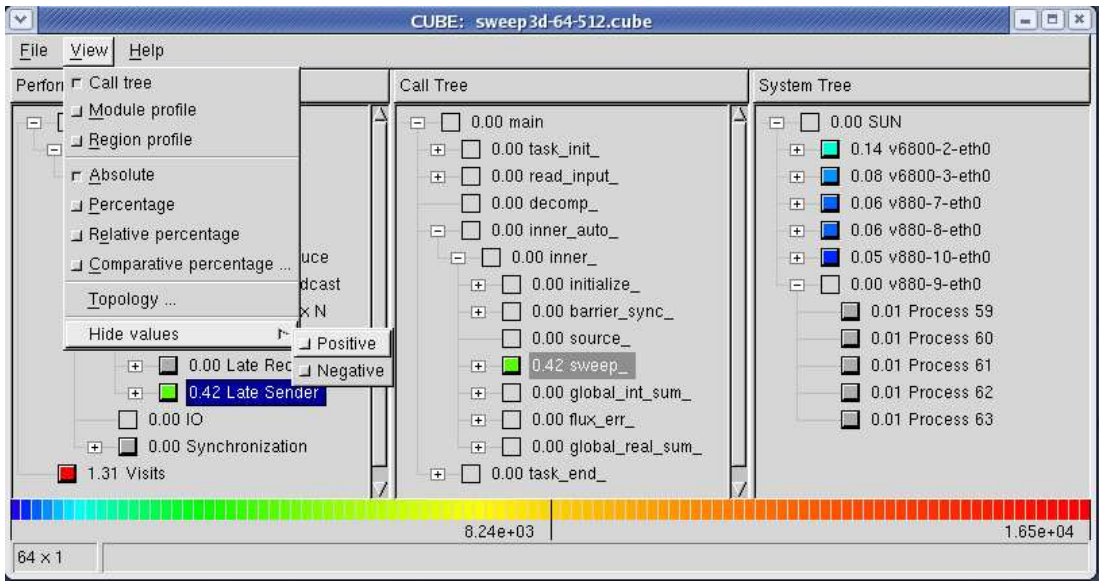 CUBE: sweep3d-64-512.cube
File View Help
Perfor
Call tree
Module profile
Region profile
Absolute
Percentage
Relative percentage
Comparative percentage ...
Topology ...
Hide values
Positive
Negative
uce
dcast
x N
0.00 Late Rec
0.42 Late Sender
0.00 IO
0.00 Synchronization
1.31 Visits
Call Tree
0.00 main
0.00 task_init_
0.00 read_input_
0.00 decomp_
0.00 inner_auto_
0.00 inner_
0.00 initialize_
0.00 barrier_sync_
0.00 source_
0.42 sweep_
0.00 global_int_sum_
0.00 flux_err_
0.00 global_real_sum_
0.00 task_end_
System Tree
0.00 SUN
0.14 v6800-2-eth0
0.08 v6800-3-eth0
0.06 v880-7-eth0
0.06 v880-8-eth0
0.05 v880-10-eth0
0.00 v880-9-eth0
0.01 Process 59
0.01 Process 60
0.01 Process 61
0.01 Process 62
0.01 Process 63
8.24e+03 1.65e+04
64 x 1